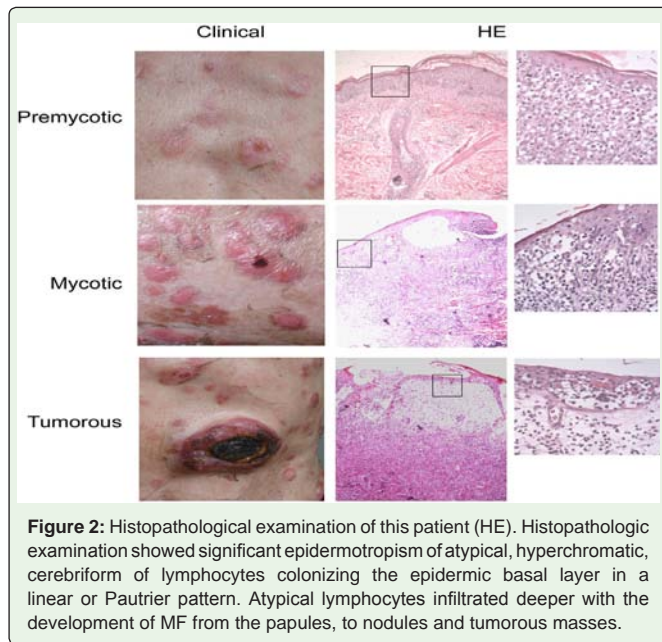 Clinical HE
Premycotic
Mycotic
Tumorous
Figure 2: Histopathological examination of this patient (HE). Histopathologic
examination showed significant epidermotropism of atypical, hyperchromatic,
cerebriform of lymphocytes colonizing the epidermic basal layer in a
linear or Pautrier pattern. Atypical lymphocytes infiltrated deeper with the
development of MF from the papules, to nodules and tumorous masses.